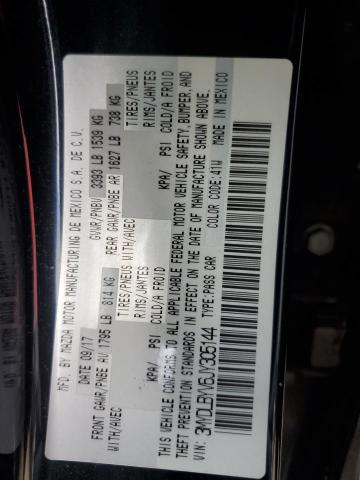 MFD. BY MAZDA MOTOR MANUFACTURING DE MEXICO S.A. DE C.V.
DATE 09/17 GVWR/PNBV 3393 LB 1539 KG
FRONT GAWR/PNBE AV 1795 LB 814 KG REAR GAWR/PNBE AR 1627 LB 738 KG
WITH/AVEC TIRES/PNEUS WITH/AVEC TIRES/PNEUS
RIMS/JANTES RIMS/JANTES
KPA/ PSI COLD/A FROID KPA/ PSI COLD/A FROID
THIS VEHICLE CONFORMS TO ALL APPLICABLE FEDERAL MOTOR VEHICLE SAFETY, BUMPER, AND
THEFT PREVENTION STANDARDS IN EFFECT ON THE DATE OF MANUFACTURE SHOWN ABOVE.
VIN: 3MYDLBYV6JY305144 TYPE: PASS CAR COLOR CODE: 41W MADE IN MEXICO